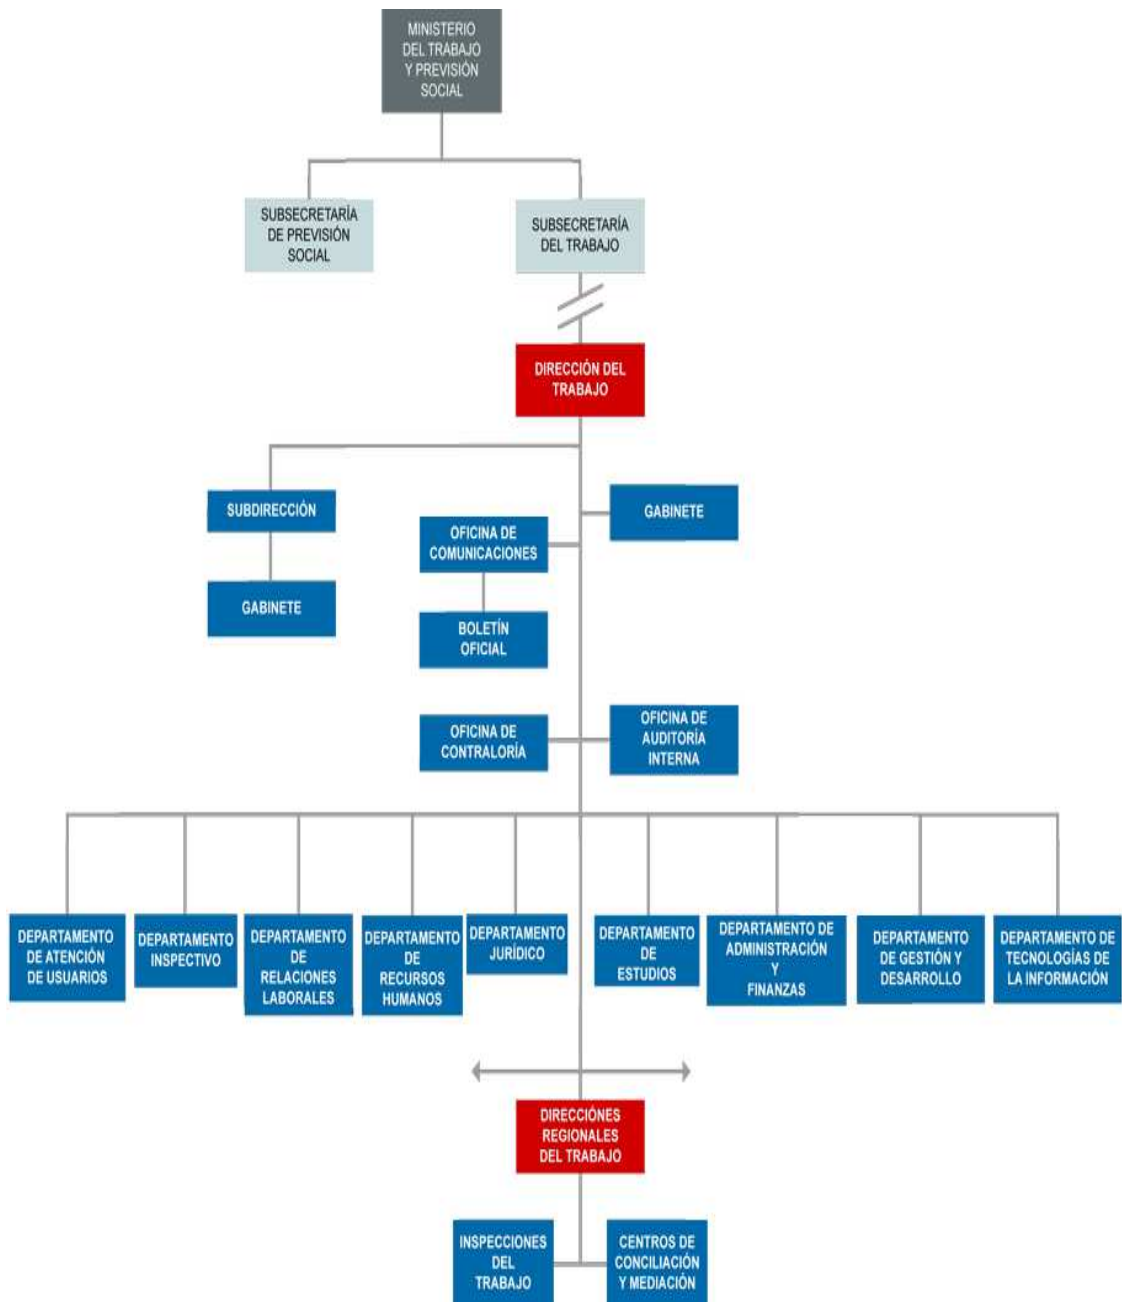 MINISTERIO
DEL TRABAJO
Y PREVISIÓN
SOCIAL
SUBSECRETARÍA
DE PREVISIÓN
SOCIAL
SUBSECRETARÍA
DEL TRABAJO
DIRECCIÓN DEL
TRABAJO
SUBDIRECCIÓN
GABINETE
OFICINA DE
COMUNICACIONES
BOLETÍN
OFICIAL
GABINETE
OFICINA DE
CONTRALORÍA
OFICINA DE
AUDITORÍA
INTERNA
DEPARTAMENTO
DE ATENCIÓN
DE USUARIOS
DEPARTAMENTO
INSPECTIVO
DEPARTAMENTO
DE
RELACIONES
LABORALES
DEPARTAMENTO
DE
RECURSOS
HUMANOS
DEPARTAMENTO
JURÍDICO
DEPARTAMENTO
DE
ESTUDIOS
DEPARTAMENTO DE
ADMINISTRACIÓN
Y
FINANZAS
DEPARTAMENTO
DE GESTIÓN Y
DESARROLLO
DEPARTAMENTO DE
TECNOLOGÍAS DE
LA INFORMACIÓN
DIRECCIÓNES
REGIONALES
DEL TRABAJO
INSPECCIONES
DEL
TRABAJO
CENTROS DE
CONCILIACIÓN
Y MEDIACIÓN